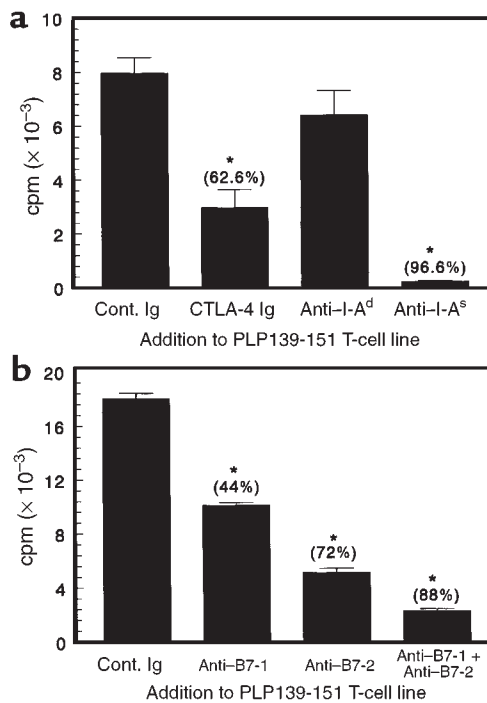 a
10
8
6
4
2
0
cpm (× 10⁻³)
*
(62.6%)
*
(96.6%)
Cont. Ig
CTLA-4 Ig
Anti–I-Aᵈ
Anti–I-Aˢ
Addition to PLP139-151 T-cell line
b
20
16
12
8
4
0
cpm (× 10⁻³)
*
(44%)
*
(72%)
*
(88%)
Cont. Ig
Anti–B7-1
Anti–B7-2
Anti–B7-1 +
Anti–B7-2
Addition to PLP139-151 T-cell line